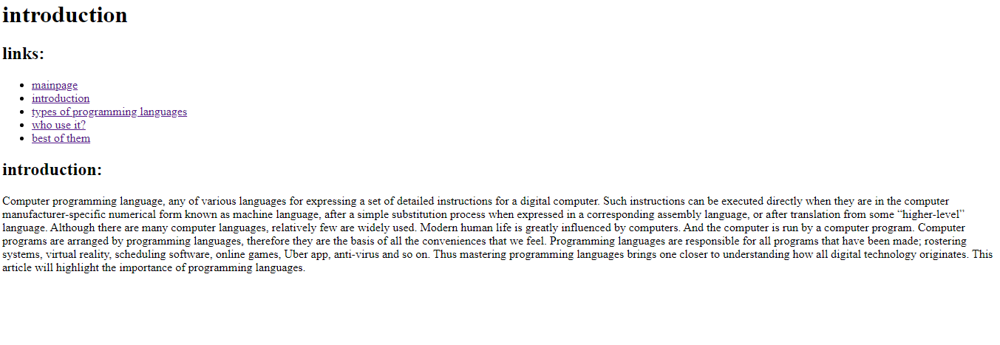 introduction
links:
mainpage
introduction
types of programming languages
who use it?
best of them
introduction:
Computer programming language, any of various languages for expressing a set of detailed instructions for a digital computer. Such instructions can be executed directly when they are in the computer
manufacturer-specific numerical form known as machine language, after a simple substitution process when expressed in a corresponding assembly language, or after translation from some “higher-level”
language. Although there are many computer languages, relatively few are widely used. Modern human life is greatly influenced by computers. And the computer is run by a computer program. Computer
programs are arranged by programming languages, therefore they are the basis of all the conveniences that we feel. Programming languages are responsible for all programs that have been made; rostering
systems, virtual reality, scheduling software, online games, Uber app, anti-virus and so on. Thus mastering programming languages brings one closer to understanding how all digital technology originates. This
article will highlight the importance of programming languages.